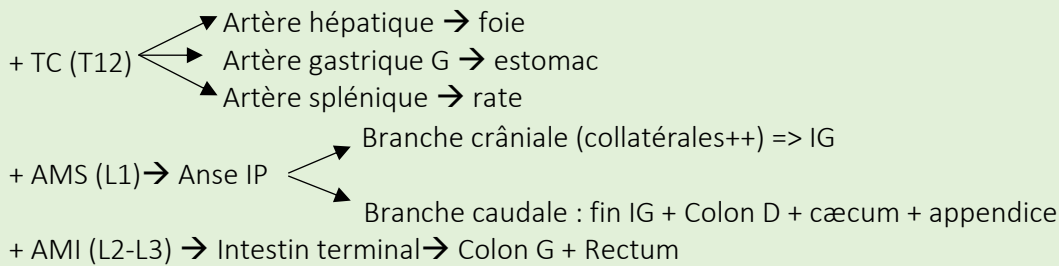 Artère hépatique → foie
+ TC (T12) Artère gastrique G → estomac
Artère splénique → rate
Branche crâniale (collatérales++) => IG
+ AMS (L1) → Anse IP
Branche caudale : fin IG + Colon D + cæcum + appendice
+ AMI (L2-L3) → Intestin terminal → Colon G + Rectum